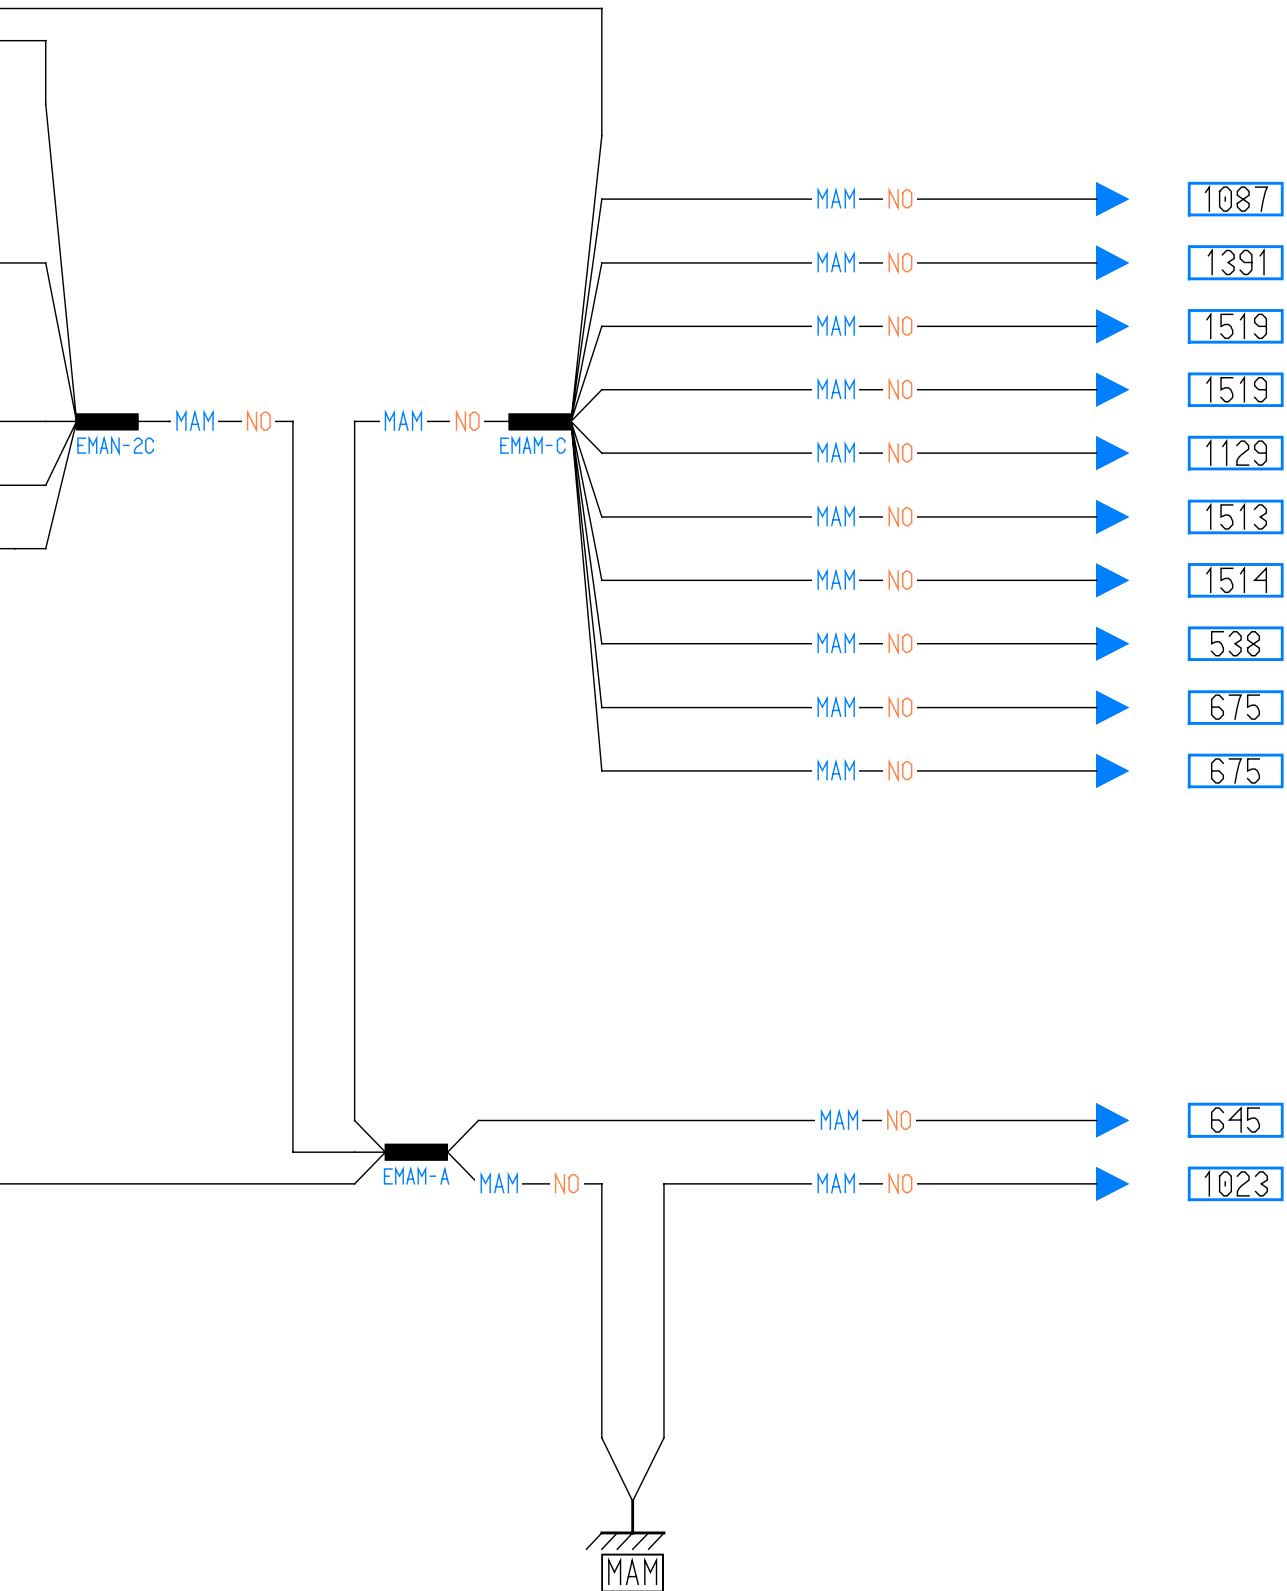 MAM NO 1087
MAM NO 1391
MAM NO 1519
MAM NO 1519
MAM NO MAM NO
EMAN-2C EMAM-C
MAM NO 1129
MAM NO 1513
MAM NO 1514
MAM NO 538
MAM NO 675
MAM NO 675
MAM NO 645
EMAM-A MAM NO MAM NO 1023
MAM